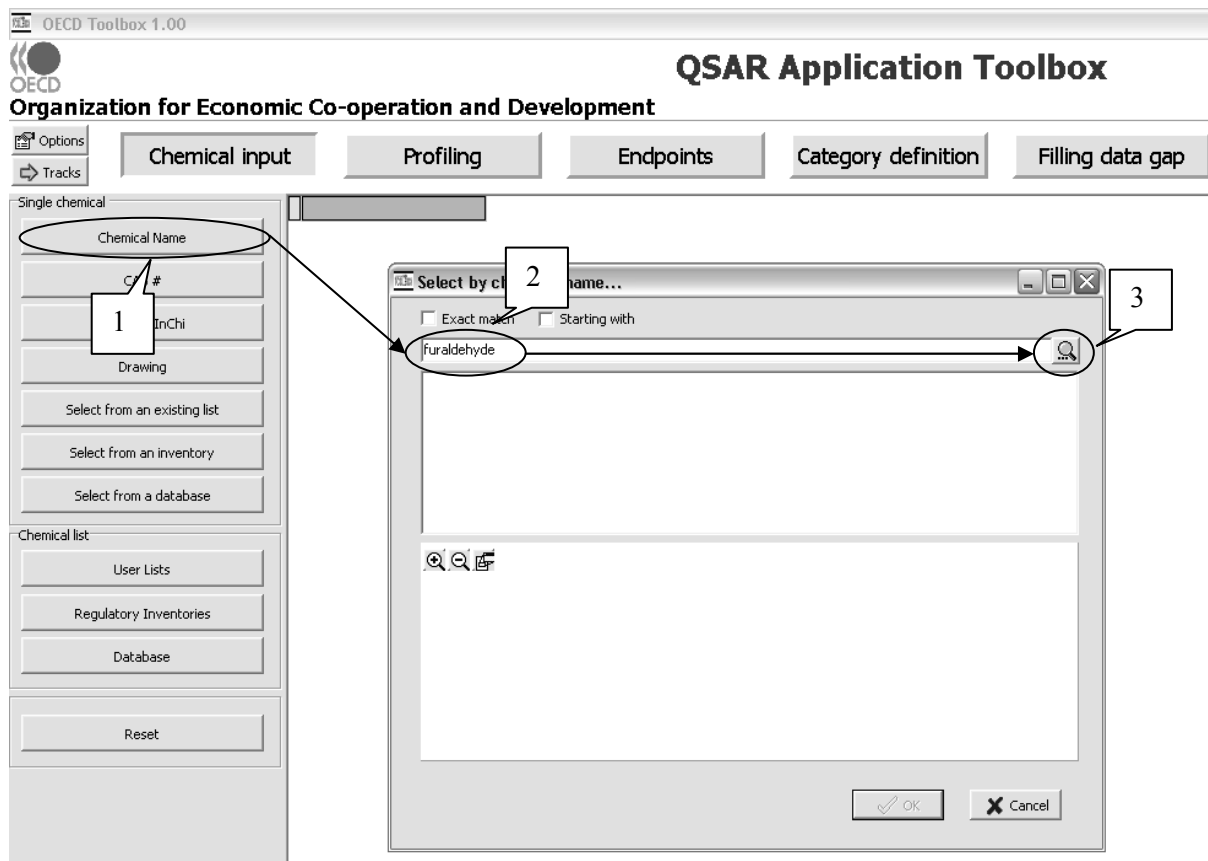 OECD Toolbox 1.00
OECD
QSAR Application Toolbox
Organization for Economic Co-operation and Development
Options
Tracks
Chemical input
Profiling
Endpoints
Category definition
Filling data gap
Single chemical
Chemical Name
#
InChi
Drawing
Select from an existing list
Select from an inventory
Select from a database
Chemical list
User Lists
Regulatory Inventories
Database
Reset
1
2
3
Select by ch ame...
Exact match
Starting with
furaldehyde
OK
Cancel